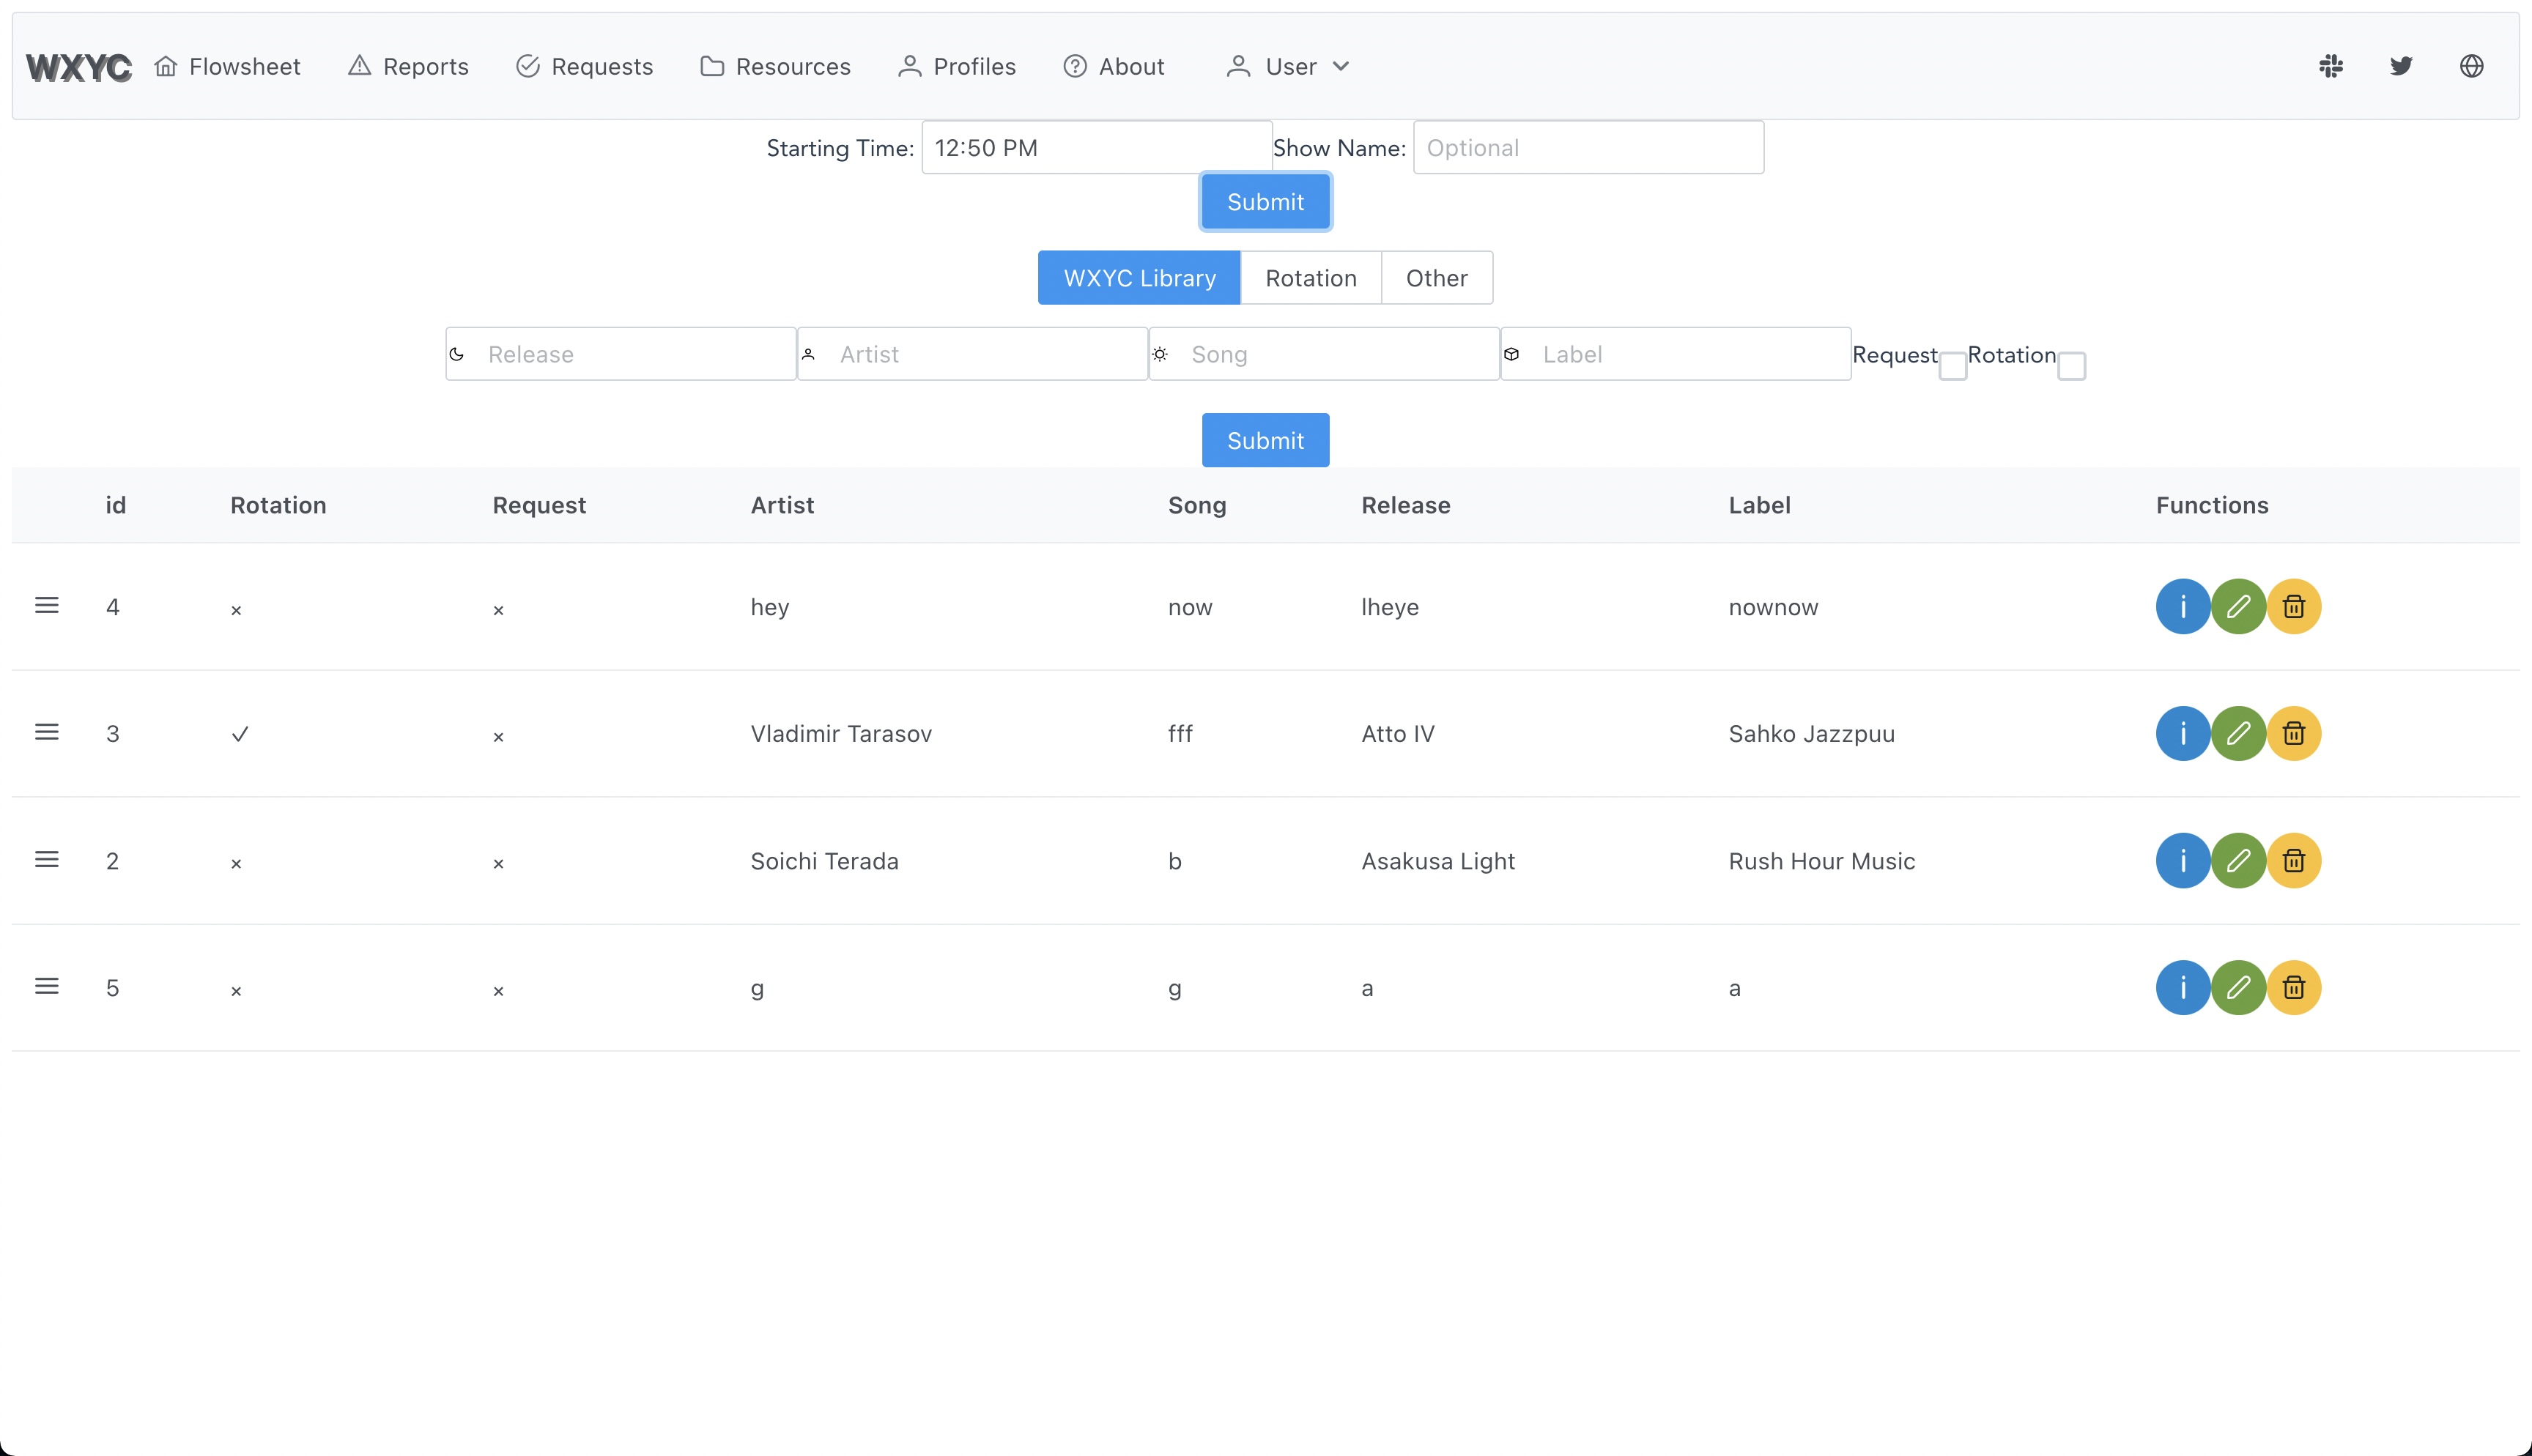 WXYC Flowsheet Reports Requests Resources Profiles About User
Starting Time: 12:50 PM Show Name: Optional
Submit
WXYC Library Rotation Other
Release Artist Song Label Request Rotation
Submit
id Rotation Request Artist Song Release Label Functions
4 × × hey now lheye nownow
3 ✓ × Vladimir Tarasov fff Atto IV Sahko Jazzpuu
2 × × Soichi Terada b Asakusa Light Rush Hour Music
5 × × g g a a